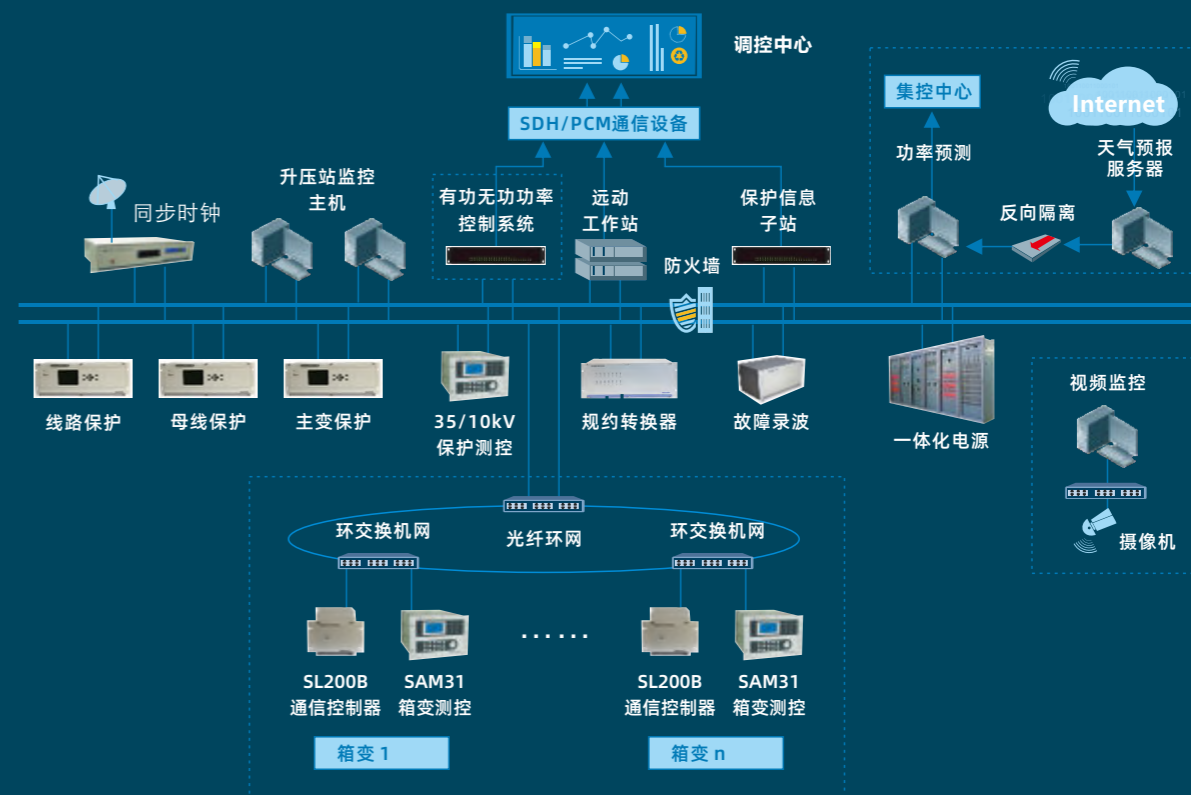 调控中心
SDH/PCM通信设备
集控中心
Internet
功率预测
天气预报
服务器
反向隔离
同步时钟
升压站监控
主机
有功无功功率
控制系统
远动
工作站
保护信息
子站
防火墙
线路保护
母线保护
主变保护
35/10kV
保护测控
规约转换器
故障录波
一体化电源
视频监控
摄像机
环交换机网
光纤环网
环交换机网
SL200B
通信控制器
SAM31
箱变测控
······
SL200B
通信控制器
SAM31
箱变测控
箱变 1
箱变 n